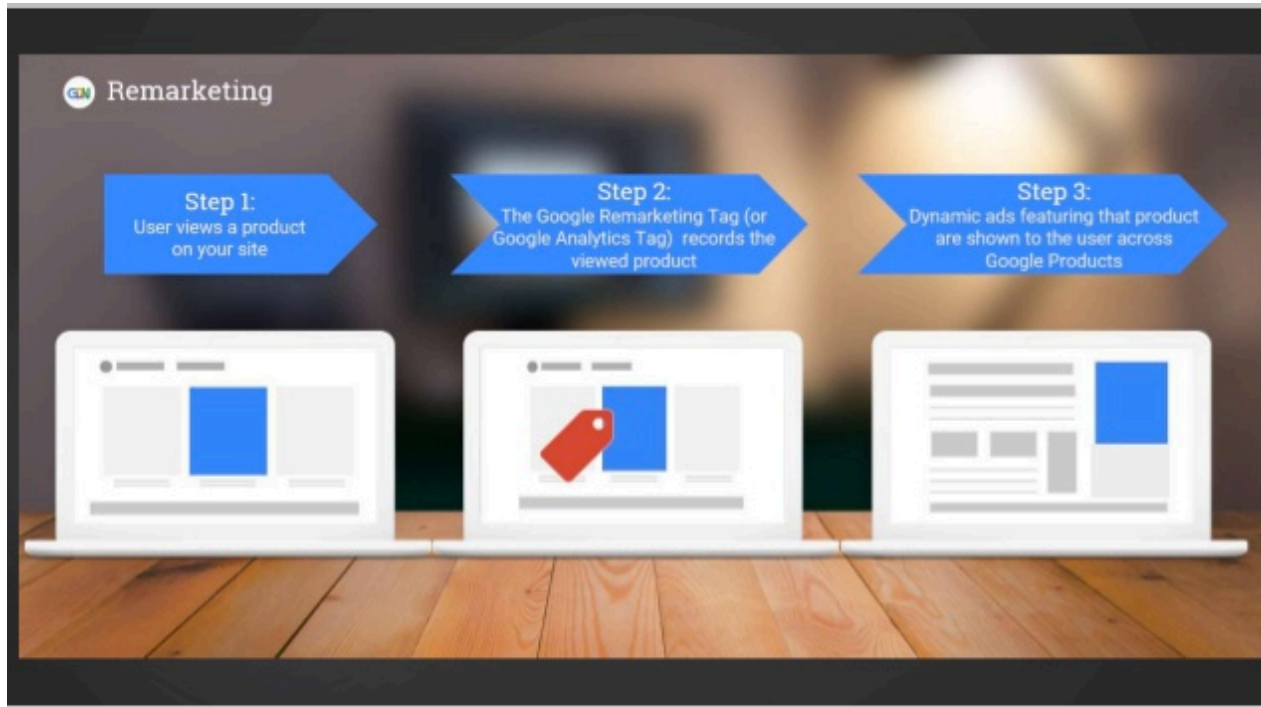 GDN
Remarketing
Step 1:
User views a product
on your site
Step 2:
The Google Remarketing Tag (or
Google Analytics Tag) records the
viewed product
Step 3:
Dynamic ads featuring that product
are shown to the user across
Google Products